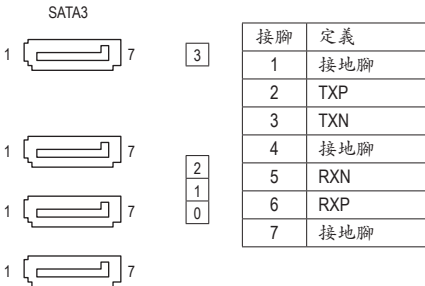 SATA3
1 7 3
1 7
2
1 7 1
0
1 7
接腳 定義
1 接地腳
2 TXP
3 TXN
4 接地腳
5 RXN
6 RXP
7 接地腳